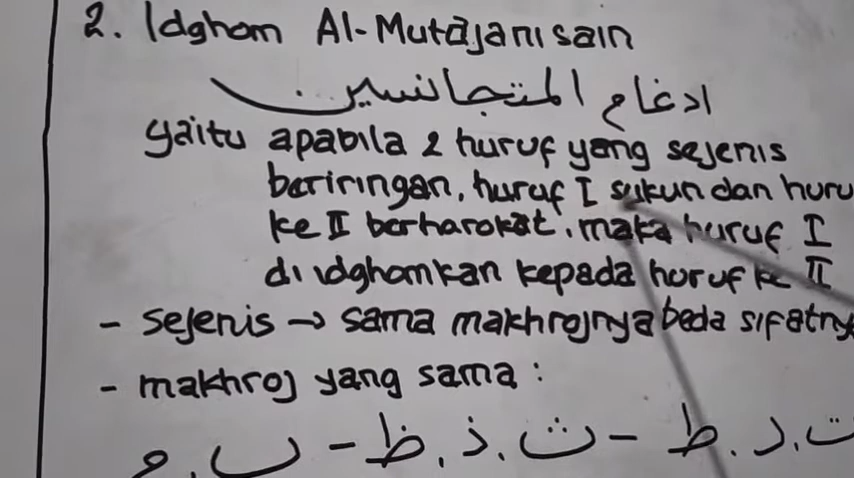 2. Idghom Al-Mutajanisain
ادغام المتجانسين
yaitu apabila 2 huruf yang sejenis
beriringan, huruf I sukun dan huru
ke II berharokat, maka huruf I
di idghomkan kepada huruf ke II
- sejenis → sama makhrojnya beda sifatny
- makhroj yang sama :
ت . د . ط – ث . ذ . ظ – ب . م